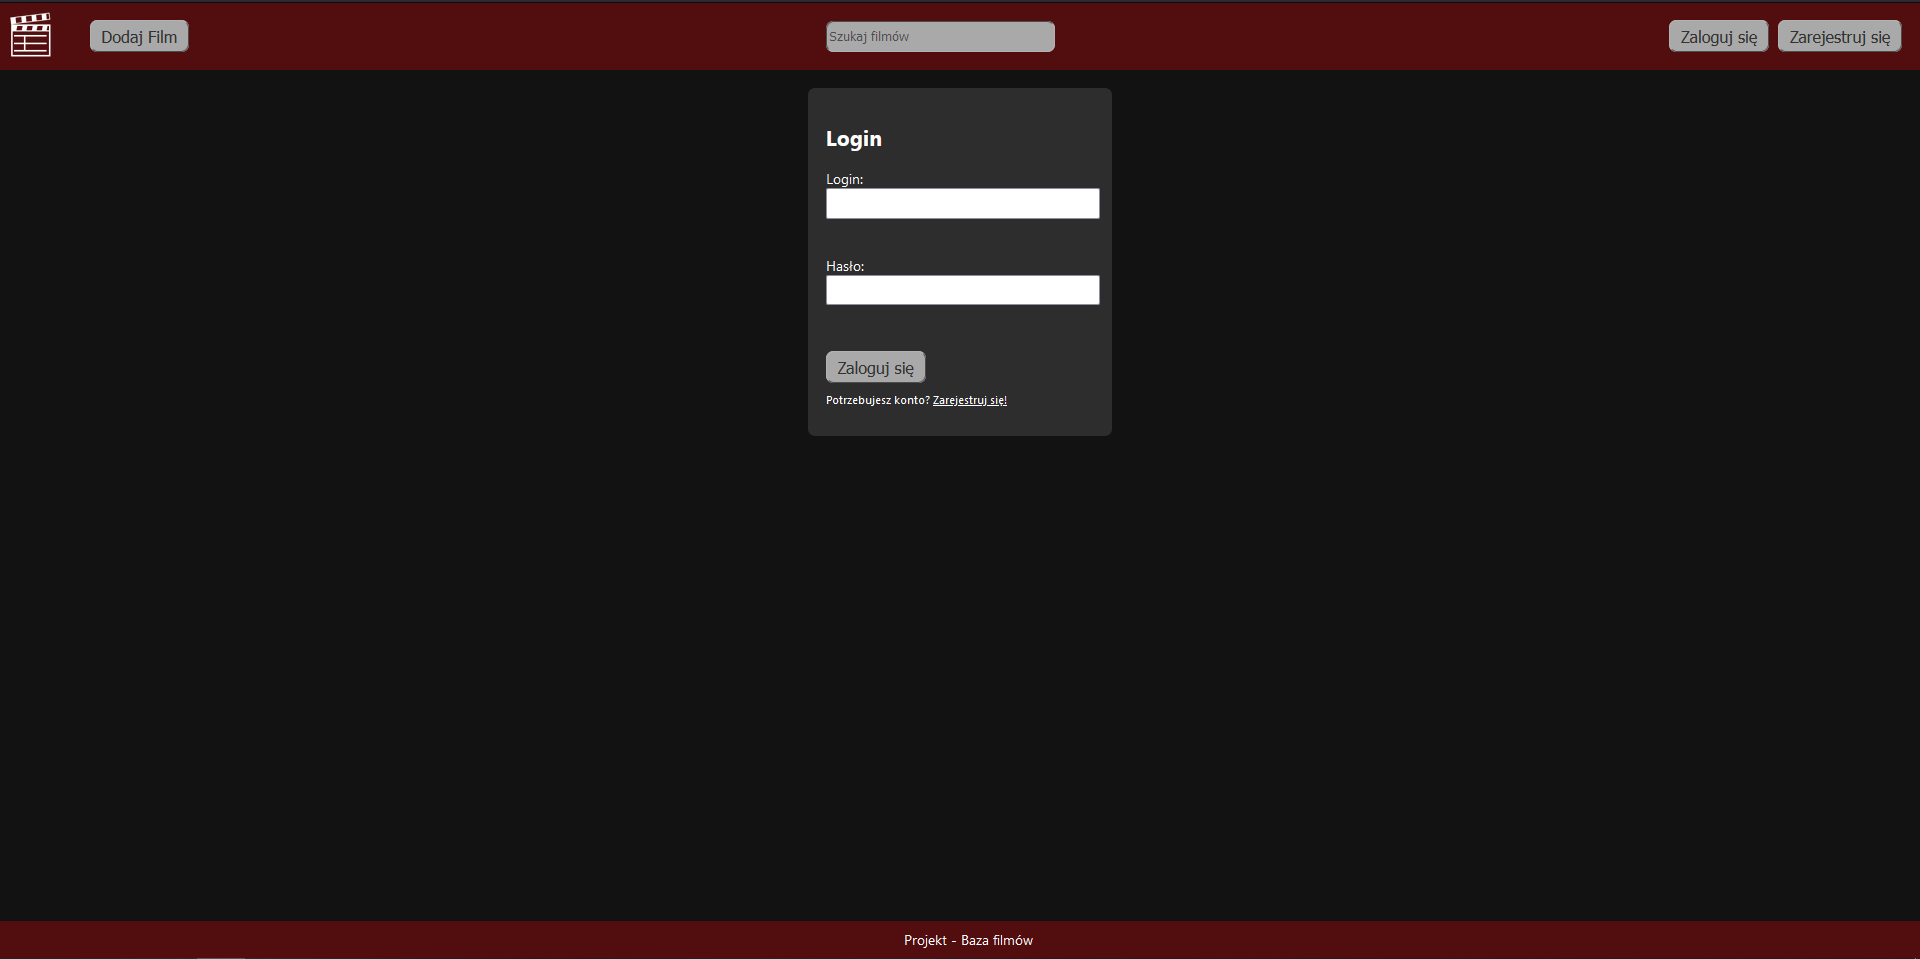 Dodaj Film
Szukaj filmów
Zaloguj się
Zarejestruj się
Login
Login:
Hasło:
Zaloguj się
Potrzebujesz konto? Zarejestruj się!
Projekt - Baza filmów